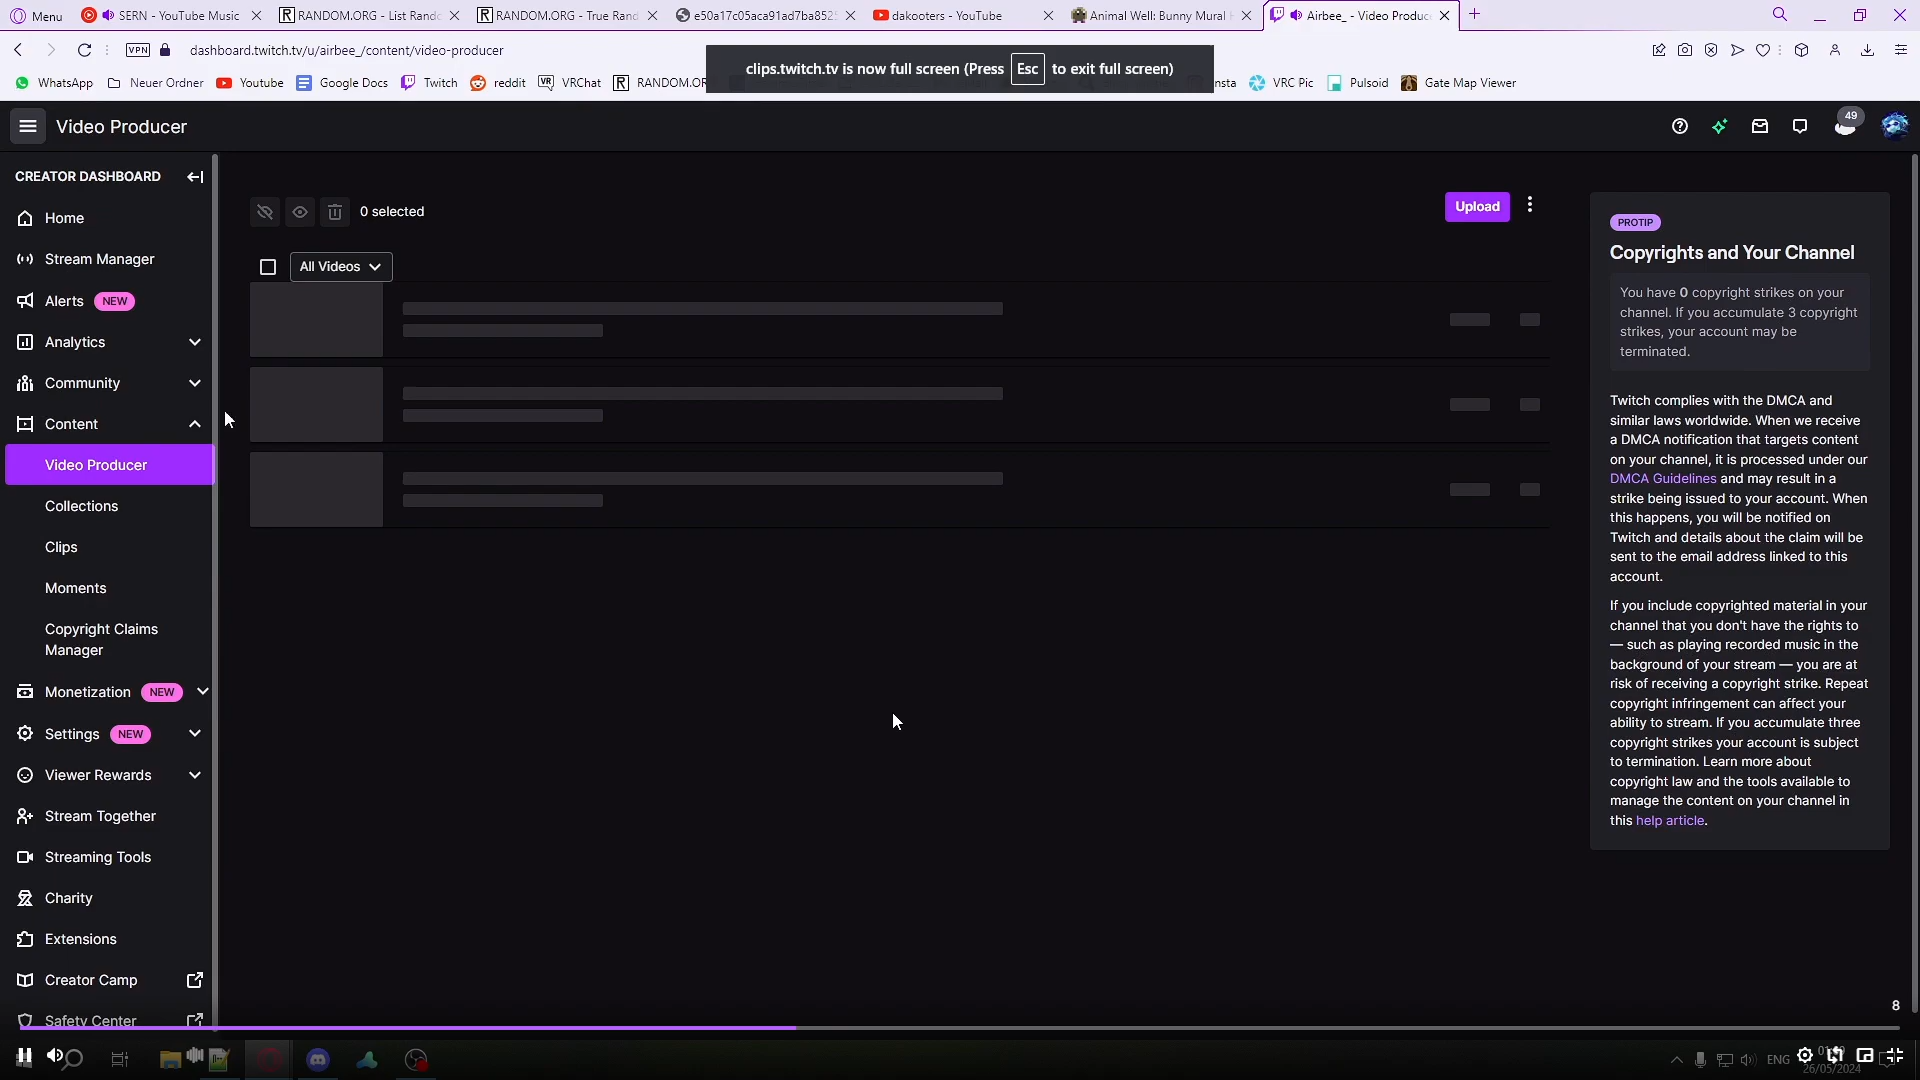 Menu
SERN - YouTube Music
RANDOM.ORG - List Rando
RANDOM.ORG - True Rand
e50a17c05aca91ad7ba852
dakooters - YouTube
Animal Well: Bunny Mural
Airbee_ - Video Produc
VPN
dashboard.twitch.tv/u/airbee_/content/video-producer
clips.twitch.tv is now full screen (Press Esc to exit full screen)
WhatsApp
Neuer Ordner
Youtube
Google Docs
Twitch
reddit
VRChat
RANDOM.OR
nsta
VRC Pic
Pulsoid
Gate Map Viewer
Video Producer
49
CREATOR DASHBOARD
Home
Stream Manager
Alerts NEW
Analytics
Community
Content
Video Producer
Collections
Clips
Moments
Copyright Claims
Manager
Monetization NEW
Settings NEW
Viewer Rewards
Stream Together
Streaming Tools
Charity
Extensions
Creator Camp
Safety Center
0 selected
Upload
All Videos
PROTIP
Copyrights and Your Channel
You have 0 copyright strikes on your
channel. If you accumulate 3 copyright
strikes, your account may be
terminated.
Twitch complies with the DMCA and
similar laws worldwide. When we receive
a DMCA notification that targets content
on your channel, it is processed under our
DMCA Guidelines and may result in a
strike being issued to your account. When
this happens, you will be notified on
Twitch and details about the claim will be
sent to the email address linked to this
account.
If you include copyrighted material in your
channel that you don't have the rights to
— such as playing recorded music in the
background of your stream — you are at
risk of receiving a copyright strike. Repeat
copyright infringement can affect your
ability to stream. If you accumulate three
copyright strikes your account is subject
to termination. Learn more about
copyright law and the tools available to
manage the content on your channel in
this help article.
8
ENG
26/05/2024